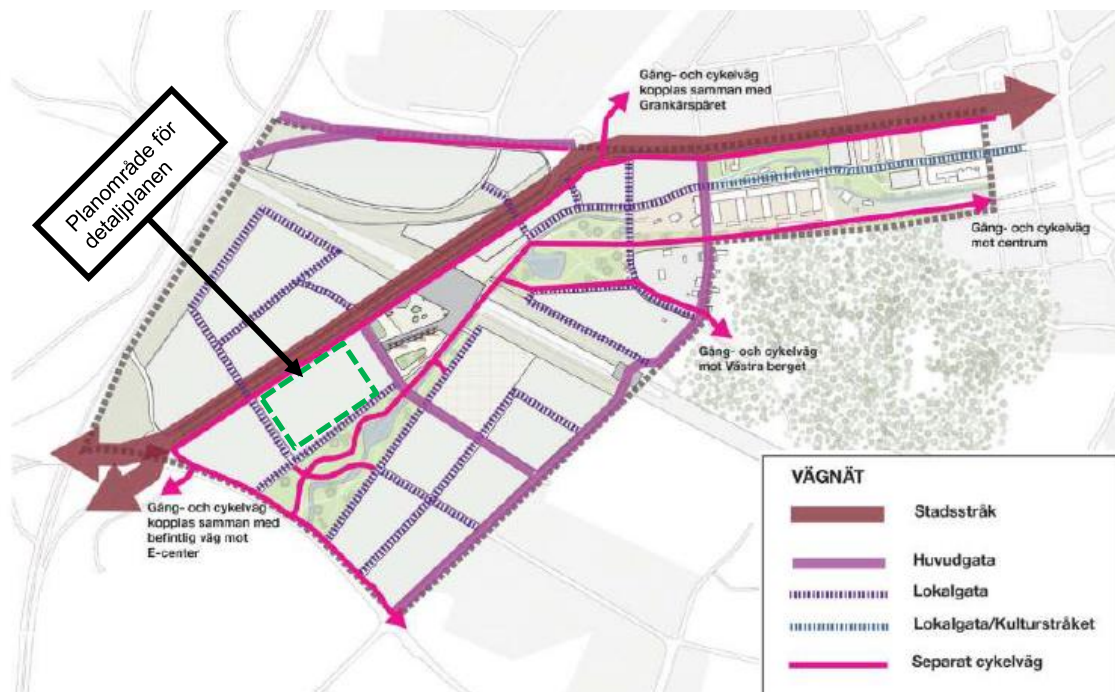 Planområde för
detaljplanen
Gång- och cykelväg
kopplas samman med
Grankärspåret
Gång- och cykelväg
mot centrum
Gång- och cykelväg
mot Västra berget
Gång- och cykelväg
kopplas samman med
befintlig väg mot
E-center
VÄGNÄT
Stadsstråk
Huvudgata
Lokalgata
Lokalgata/Kulturstråket
Separat cykelväg